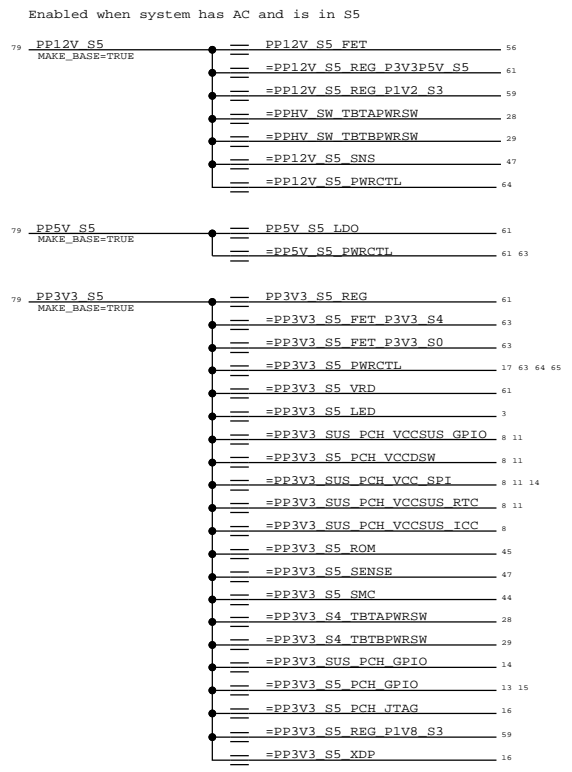 Enabled when system has AC and is in S5
79 PP12V_S5 PP12V_S5_FET 56
MAKE_BASE=TRUE
=PP12V_S5_REG_P3V3P5V_S5 61
=PP12V_S5_REG_P1V2_S3 59
=PPHV_SW_TBTAPWRSW 28
=PPHV_SW_TBTBPWRSW 29
=PP12V_S5_SNS 47
=PP12V_S5_PWRCTL 64
79 PP5V_S5 PP5V_S5_LDO 61
MAKE_BASE=TRUE
=PP5V_S5_PWRCTL 61 63
79 PP3V3_S5 PP3V3_S5_REG 61
MAKE_BASE=TRUE
=PP3V3_S5_FET_P3V3_S4 63
=PP3V3_S5_FET_P3V3_S0 63
=PP3V3_S5_PWRCTL 17 63 64 65
=PP3V3_S5_VRD 61
=PP3V3_S5_LED 3
=PP3V3_SUS_PCH_VCCSUS_GPIO 8 11
=PP3V3_S5_PCH_VCCDSW 8 11
=PP3V3_SUS_PCH_VCC_SPI 8 11 14
=PP3V3_SUS_PCH_VCCSUS_RTC 8 11
=PP3V3_SUS_PCH_VCCSUS_ICC 8
=PP3V3_S5_ROM 45
=PP3V3_S5_SENSE 47
=PP3V3_S5_SMC 44
=PP3V3_S4_TBTAPWRSW 28
=PP3V3_S4_TBTBPWRSW 29
=PP3V3_SUS_PCH_GPIO 14
=PP3V3_S5_PCH_GPIO 13 15
=PP3V3_S5_PCH_JTAG 16
=PP3V3_S5_REG_P1V8_S3 59
=PP3V3_S5_XDP 16